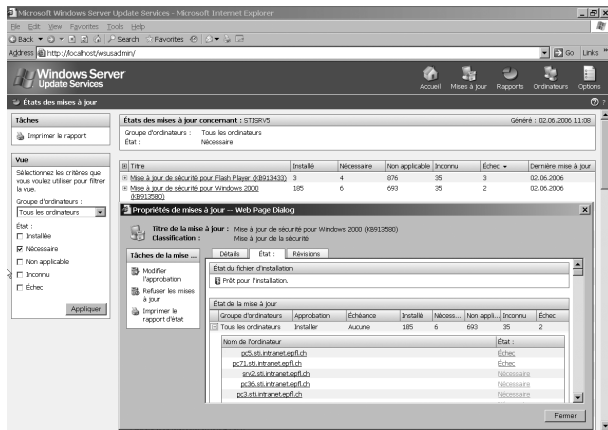 Microsoft Windows Server Update Services - Microsoft Internet Explorer
File Edit View Favorites Tools Help
Back Search Favorites
Address http://localhost/wsusadmin/ Go Links
Windows Server
Update Services
Accueil Mises à jour Rapports Ordinateurs Options
États des mises à jour
Tâches
Imprimer le rapport
Vue
Sélectionnez les critères que
vous voulez utiliser pour filtrer
la vue.
Groupe d'ordinateurs :
Tous les ordinateurs
État :
Installée
Nécessaire
Non applicable
Inconnu
Échec
Appliquer
États des mises à jour concernant : STISRV5 Généré : 02.06.2006 11:08
Groupe d'ordinateurs : Tous les ordinateurs
État : Nécessaire
Titre Installé Nécessaire Non applicable Inconnu Échec Dernière mise à jour
Mise à jour de sécurité pour Flash Player (KB913433) 3 4 876 35 3 02.06.2006
Mise à jour de sécurité pour Windows 2000 185 6 693 35 2 02.06.2006
(KB913580)
Propriétés de mises à jour -- Web Page Dialog
Titre de la mise à jour : Mise à jour de sécurité pour Windows 2000 (KB913580)
Classification : Mise à jour de la sécurité
Tâches de la mise ...
Modifier
l'approbation
Refuser les mises
à jour
Imprimer le
rapport d'état
Détails État : Révisions
État du fichier d'installation
Prêt pour l'installation.
État de la mise à jour
Groupe d'ordinateurs Approbation Échéance Installé Nécess... Non appli... Inconnu Échec
Tous les ordinateurs Installer Aucune 185 6 693 35 2
Nom de l'ordinateur État :
pc5.sti.intranet.epfl.ch Échec
pc71.sti.intranet.epfl.ch Échec
srv2.sti.intranet.epfl.ch Nécessaire
pc36.sti.intranet.epfl.ch Nécessaire
pc3.sti.intranet.epfl.ch Nécessaire
Fermer